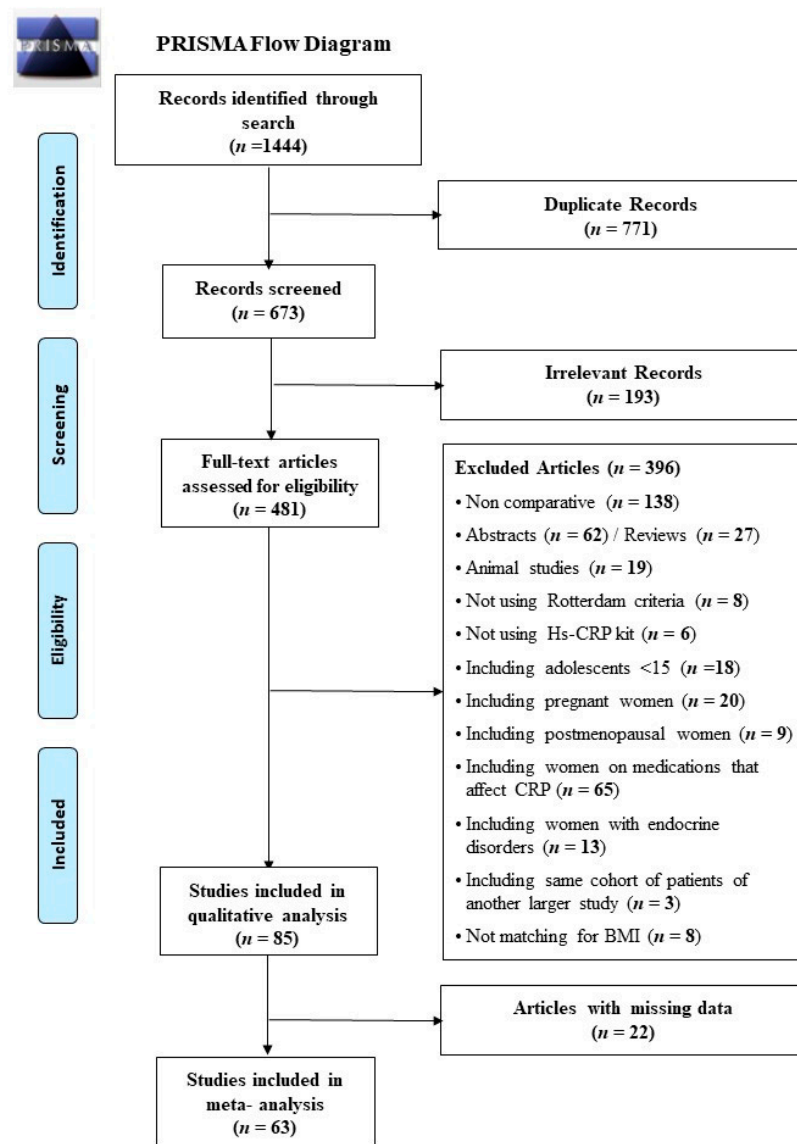 PRISMA
PRISMA Flow Diagram
Records identified through
search
(n =1444)
Identification
Duplicate Records
(n = 771)
Records screened
(n = 673)
Screening
Irrelevant Records
(n = 193)
Full-text articles
assessed for eligibility
(n = 481)
Eligibility
Excluded Articles (n = 396)
• Non comparative (n = 138)
• Abstracts (n = 62) / Reviews (n = 27)
• Animal studies (n = 19)
• Not using Rotterdam criteria (n = 8)
• Not using Hs-CRP kit (n = 6)
• Including adolescents <15 (n =18)
• Including pregnant women (n = 20)
• Including postmenopausal women (n = 9)
• Including women on medications that
affect CRP (n = 65)
• Including women with endocrine
disorders (n = 13)
• Including same cohort of patients of
another larger study (n = 3)
• Not matching for BMI (n = 8)
Included
Studies included in
qualitative analysis
(n = 85)
Articles with missing data
(n = 22)
Studies included in
meta- analysis
(n = 63)